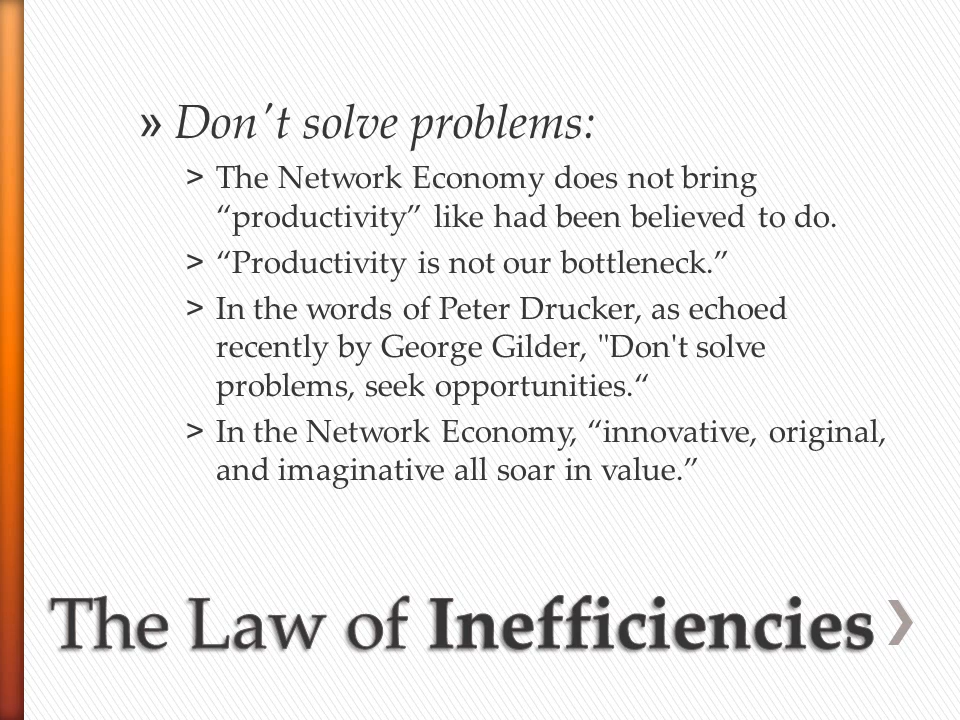 » Don't solve problems:
> The Network Economy does not bring
“productivity” like had been believed to do.
> “Productivity is not our bottleneck.”
> In the words of Peter Drucker, as echoed
recently by George Gilder, "Don't solve
problems, seek opportunities.“
> In the Network Economy, “innovative, original,
and imaginative all soar in value.”
The Law of Inefficiencies